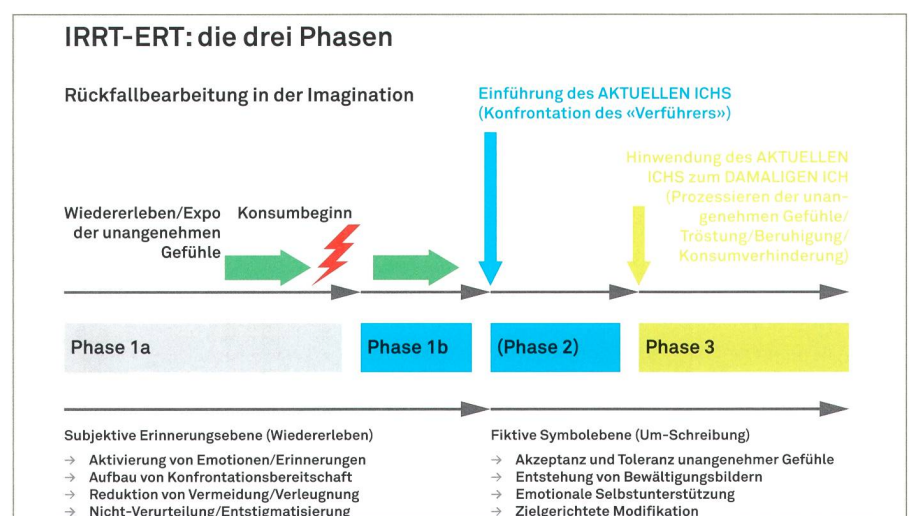 IRRT-ERT: die drei Phasen
Rückfallbearbeitung in der Imagination
Einführung des AKTUELLEN ICHS
(Konfrontation des «Verführers»)
Hinwendung des AKTUELLEN
ICHS zum DAMALIGEN ICH
(Prozessieren der unan-
genehmen Gefühle/
Tröstung/Beruhigung/
Konsumverhinderung)
Wiedererleben/Expo
der unangenehmen
Gefühle
Konsumbeginn
Phase 1a
Phase 1b
(Phase 2)
Phase 3
Subjektive Erinnerungsebene (Wiedererleben)
→ Aktivierung von Emotionen/Erinnerungen
→ Aufbau von Konfrontationsbereitschaft
→ Reduktion von Vermeidung/Verleugnung
→ Nicht-Verurteilung/Entstigmatisierung
Fiktive Symbolebene (Um-Schreibung)
→ Akzeptanz und Toleranz unangenehmer Gefühle
→ Entstehung von Bewältigungsbildern
→ Emotionale Selbstunterstützung
→ Zielgerichtete Modifikation